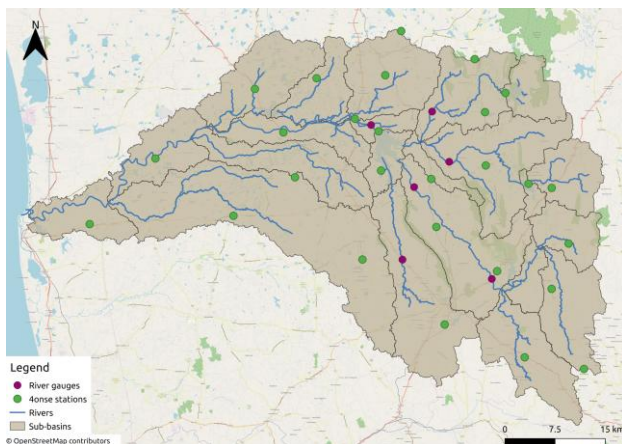 N
Legend
River gauges
4onse stations
Rivers
Sub-basins
© OpenStreetMap contributors
0 7.5 15 km